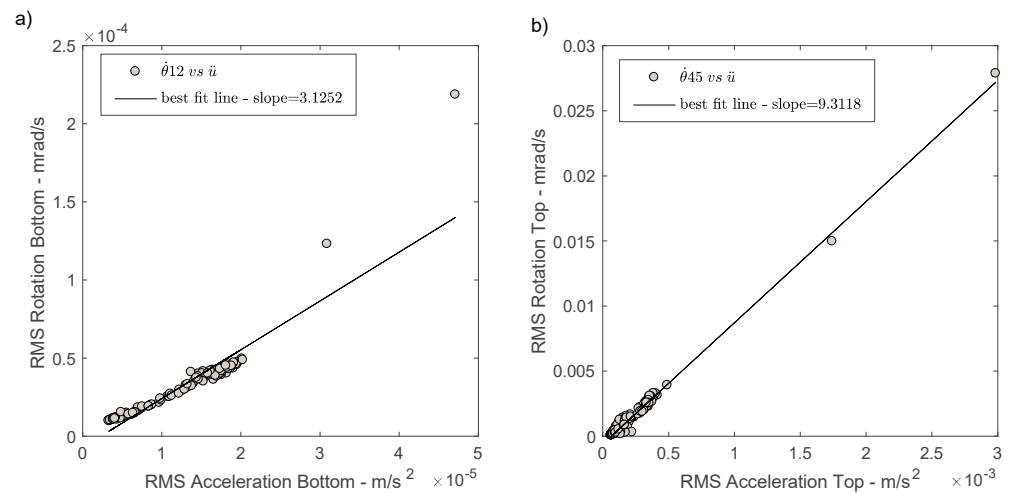 a)
×10⁻⁴
2.5
2
1.5
1
0.5
0
RMS Rotation Bottom - mrad/s
θ̇12 vs ü
best fit line - slope=3.1252
0 1 2 3 4 5
RMS Acceleration Bottom - m/s² ×10⁻⁵
b)
0.03
0.025
0.02
0.015
0.01
0.005
0
RMS Rotation Top - mrad/s
θ̇45 vs ü
best fit line - slope=9.3118
0 0.5 1 1.5 2 2.5 3
RMS Acceleration Top - m/s² ×10⁻³